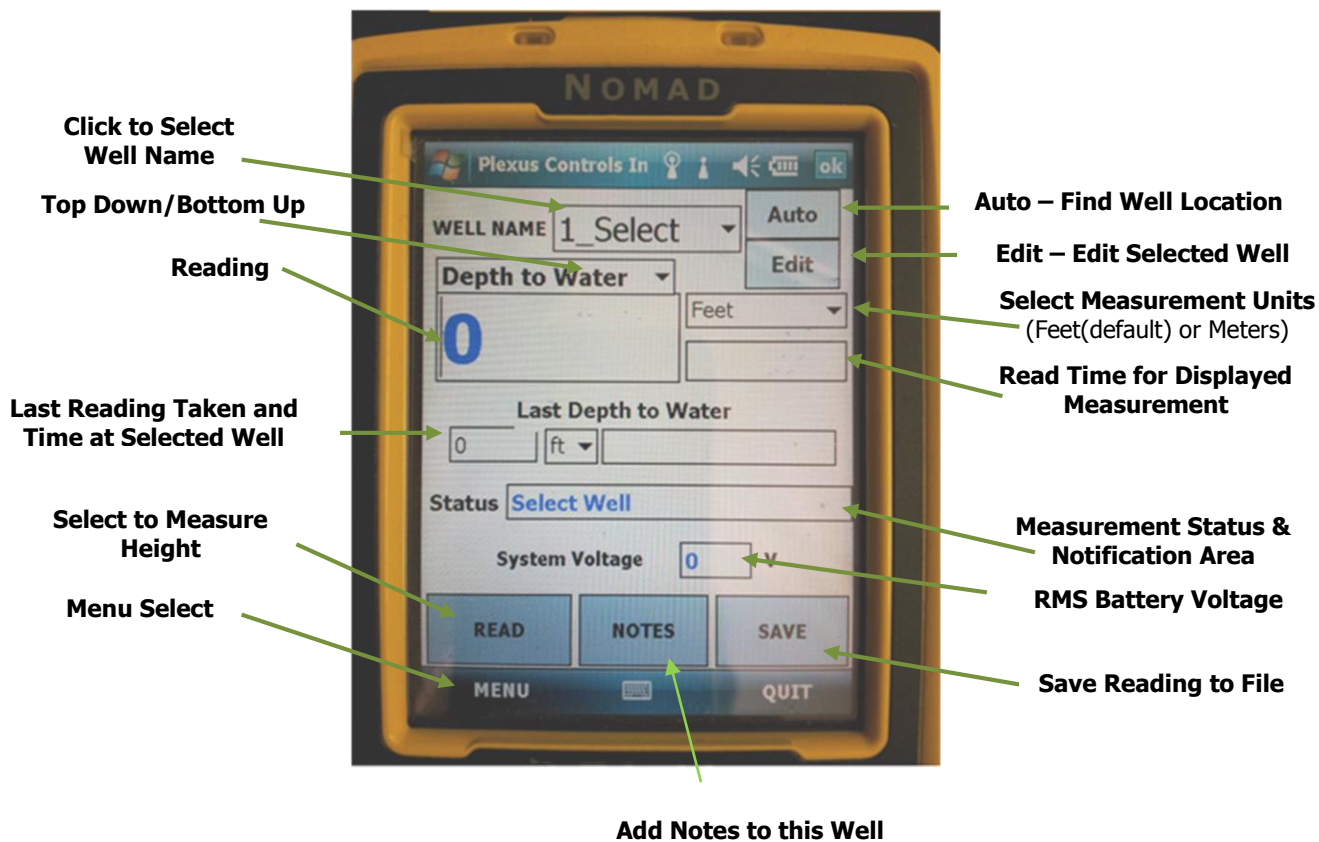 NOMAD
Click to Select
Well Name
Plexus Controls In
ok
Top Down/Bottom Up
WELL NAME
1_Select
Auto
Auto – Find Well Location
Reading
Depth to Water
Edit
Edit – Edit Selected Well
0
Feet
Select Measurement Units
(Feet(default) or Meters)
Read Time for Displayed
Measurement
Last Reading Taken and
Time at Selected Well
Last Depth to Water
0
ft
Status
Select Well
Select to Measure
Height
Measurement Status &
Notification Area
System Voltage
0
V
RMS Battery Voltage
Menu Select
READ
NOTES
SAVE
Save Reading to File
MENU
QUIT
Add Notes to this Well